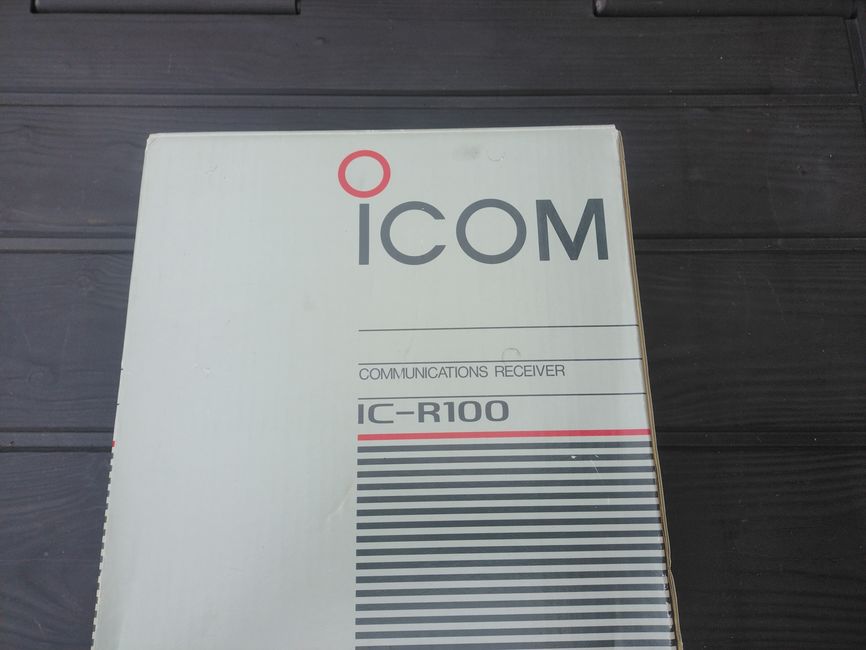 iCOM
COMMUNICATIONS RECEIVER
IC-R100